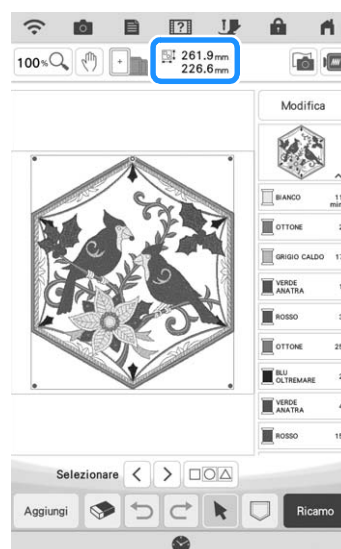 100%
261.9mm
226.6mm
Modifica
BIANCO
min
OTTONE
GRIGIO CALDO
VERDE
ANATRA
ROSSO
OTTONE
BLU
OLTREMARE
VERDE
ANATRA
ROSSO
Selezionare
Aggiungi
Ricamo